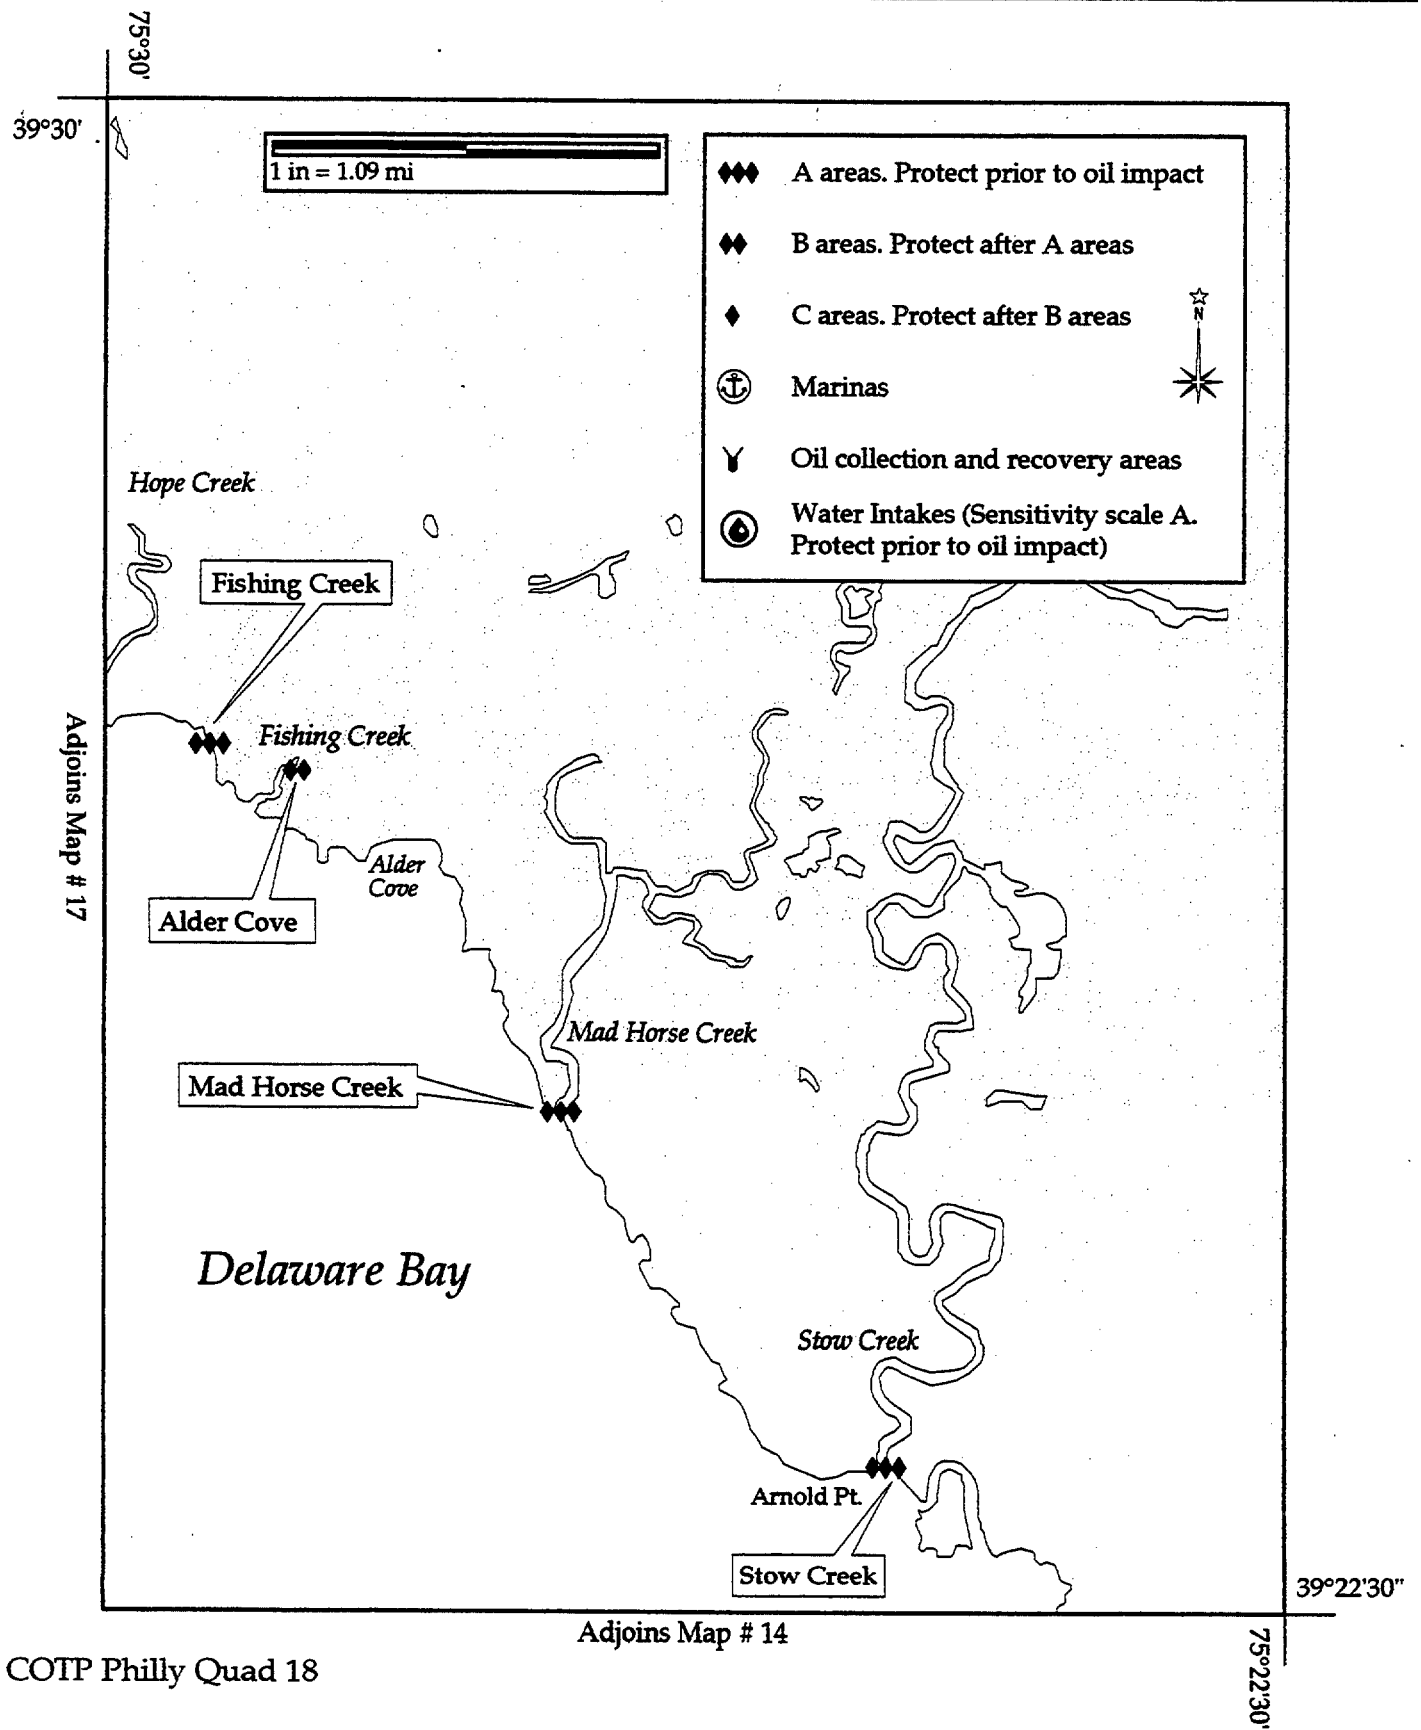 75°30'
39°30'
1 in = 1.09 mi
A areas. Protect prior to oil impact
B areas. Protect after A areas
C areas. Protect after B areas
N
Marinas
Oil collection and recovery areas
Water Intakes (Sensitivity scale A.
Protect prior to oil impact)
Hope Creek
Fishing Creek
Fishing Creek
Adjoins Map # 17
Alder
Cove
Alder Cove
Mad Horse Creek
Mad Horse Creek
Delaware Bay
Stow Creek
Arnold Pt.
Stow Creek
39°22'30"
Adjoins Map # 14
75°22'30'
COTP Philly Quad 18